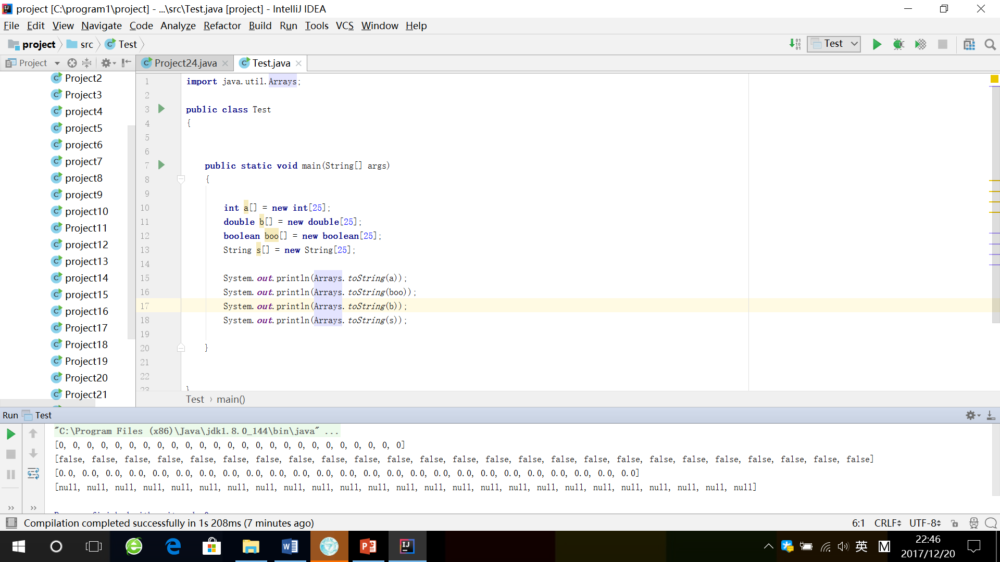 project [C:\program1\project] - ...\src\Test.java [project] - IntelliJ IDEA
File Edit View Navigate Code Analyze Refactor Build Run Tools VCS Window Help
project src Test
Test
Project
Project24.java
Test.java
Project2
Project3
project4
project5
project6
project7
project8
project9
project10
Project11
project12
project13
project14
project15
project16
Project17
Project18
Project19
Project20
Project21
1 import java.util.Arrays;
2
3 public class Test
4 {
5
6
7 public static void main(String[] args)
8 {
9
10 int a[] = new int[25];
11 double b[] = new double[25];
12 boolean boo[] = new boolean[25];
13 String s[] = new String[25];
14
15 System.out.println(Arrays.toString(a));
16 System.out.println(Arrays.toString(boo));
17 System.out.println(Arrays.toString(b));
18 System.out.println(Arrays.toString(s));
19
20 }
21
22
23 }
Test › main()
Run Test
"C:\Program Files (x86)\Java\jdk1.8.0_144\bin\java" ...
[0, 0, 0, 0, 0, 0, 0, 0, 0, 0, 0, 0, 0, 0, 0, 0, 0, 0, 0, 0, 0, 0, 0, 0, 0]
[false, false, false, false, false, false, false, false, false, false, false, false, false, false, false, false, false, false, false, false, false, false, false, false, false]
[0.0, 0.0, 0.0, 0.0, 0.0, 0.0, 0.0, 0.0, 0.0, 0.0, 0.0, 0.0, 0.0, 0.0, 0.0, 0.0, 0.0, 0.0, 0.0, 0.0, 0.0, 0.0, 0.0, 0.0, 0.0]
[null, null, null, null, null, null, null, null, null, null, null, null, null, null, null, null, null, null, null, null, null, null, null, null, null]
Compilation completed successfully in 1s 208ms (7 minutes ago)
6:1 CRLF UTF-8
英 M
22:46
2017/12/20